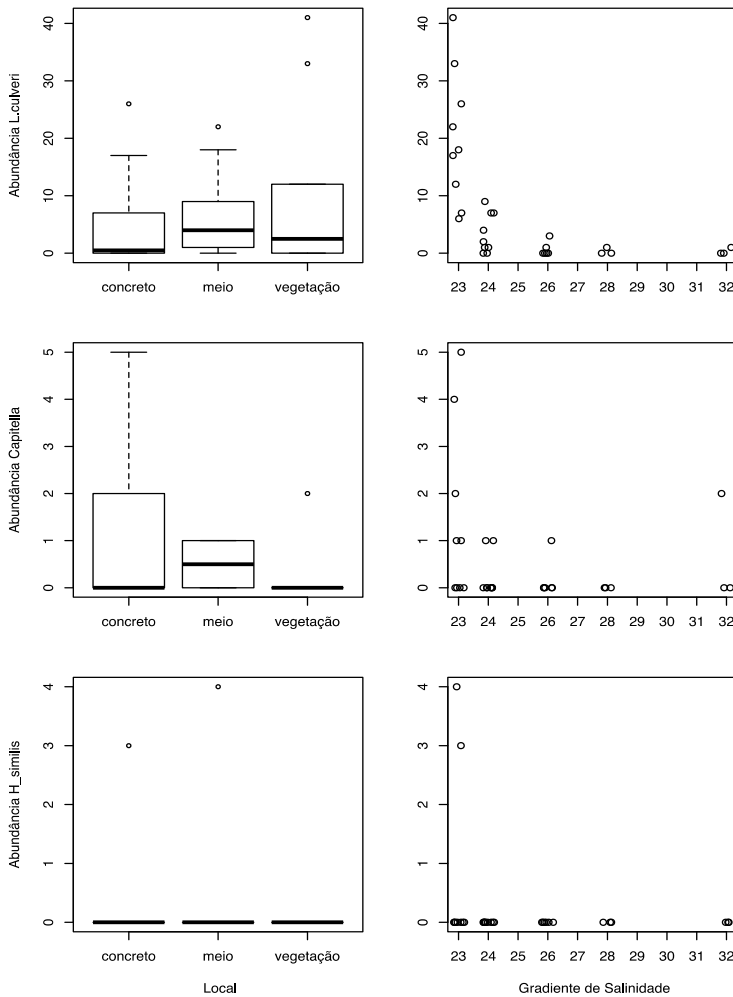 Abundância L.culveri
0 10 20 30 40
concreto meio vegetação
0 10 20 30 40
23 24 25 26 27 28 29 30 31 32
Abundância Capitella
0 1 2 3 4 5
concreto meio vegetação
0 1 2 3 4 5
23 24 25 26 27 28 29 30 31 32
Abundância H_similis
0 1 2 3 4
concreto meio vegetação
Local
0 1 2 3 4
23 24 25 26 27 28 29 30 31 32
Gradiente de Salinidade